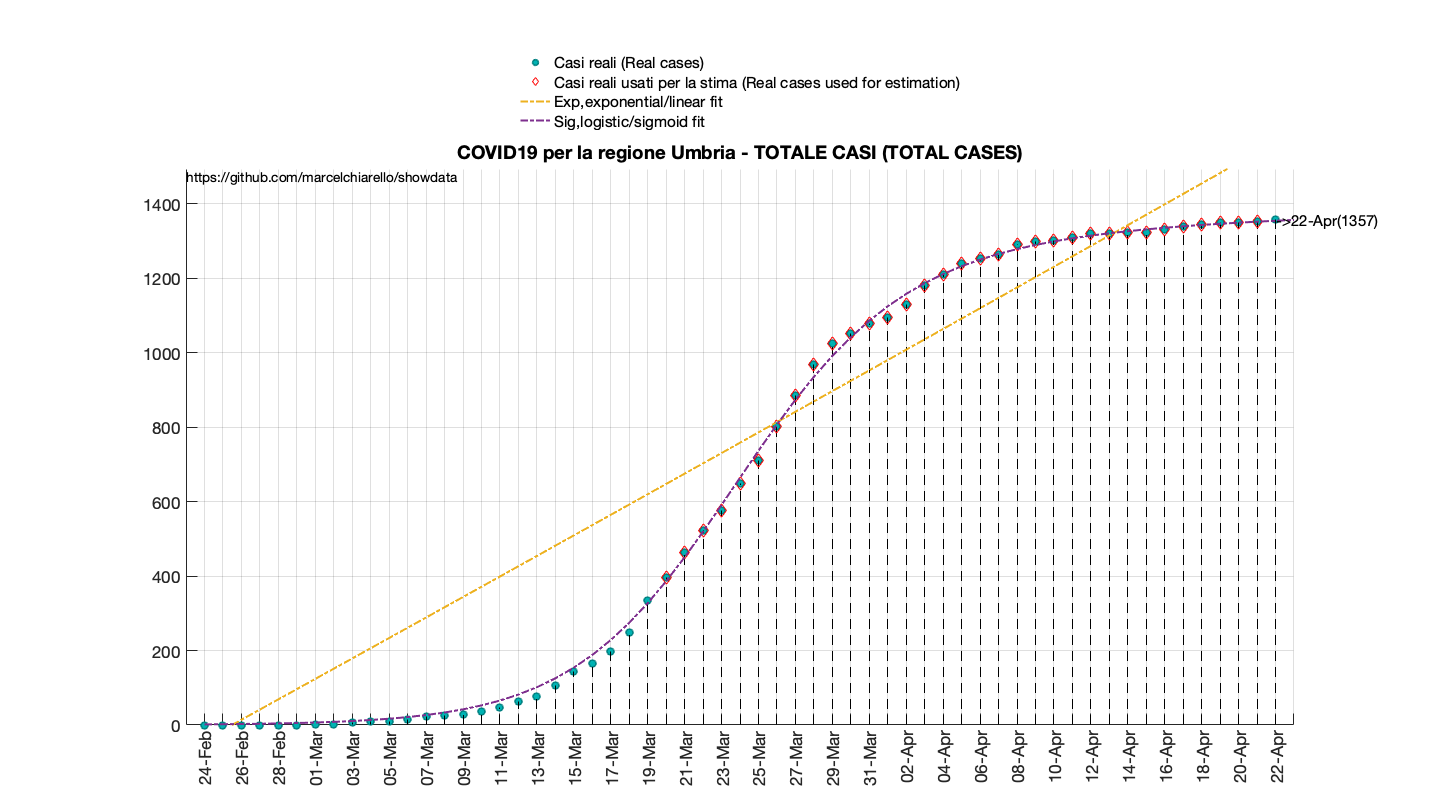 Casi reali (Real cases)
Casi reali usati per la stima (Real cases used for estimation)
Exp,exponential/linear fit
Sig,logistic/sigmoid fit
COVID19 per la regione Umbria - TOTALE CASI (TOTAL CASES)
https://github.com/marcelchiarello/showdata
1400
1200
1000
800
600
400
200
0
>22-Apr(1357)
24-Feb
26-Feb
28-Feb
01-Mar
03-Mar
05-Mar
07-Mar
09-Mar
11-Mar
13-Mar
15-Mar
17-Mar
19-Mar
21-Mar
23-Mar
25-Mar
27-Mar
29-Mar
31-Mar
02-Apr
04-Apr
06-Apr
08-Apr
10-Apr
12-Apr
14-Apr
16-Apr
18-Apr
20-Apr
22-Apr